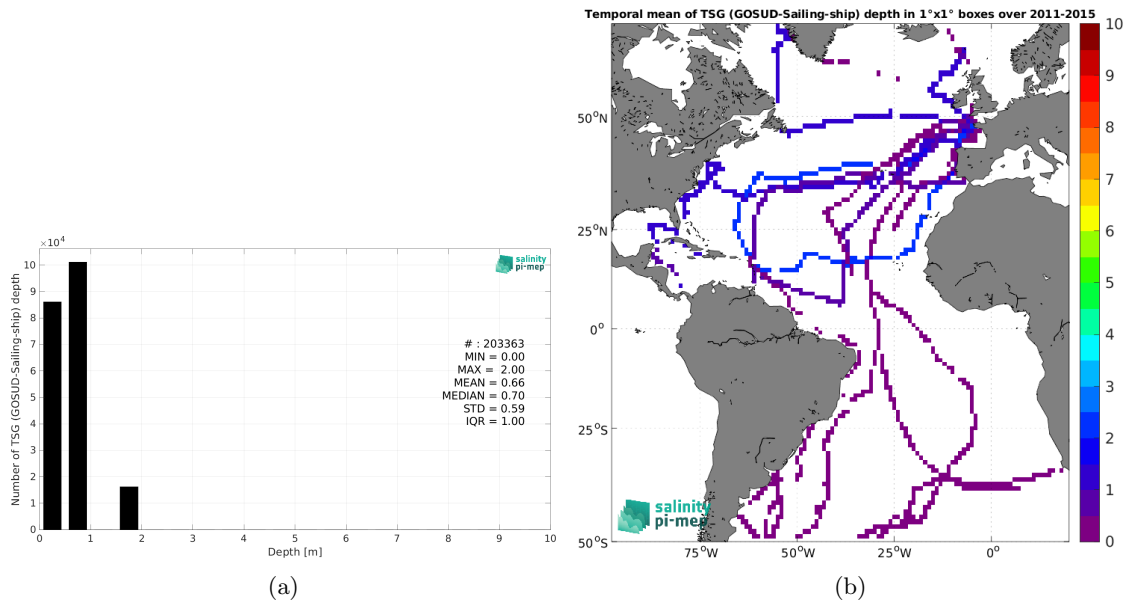 Temporal mean of TSG (GOSUD-Sailing-ship) depth in 1°x1° boxes over 2011-2015
×10⁴
Number of TSG (GOSUD-Sailing-ship) depth
10
9
8
7
6
5
4
3
2
1
0
salinity
pi-mep
# : 203363
MIN = 0.00
MAX = 2.00
MEAN = 0.66
MEDIAN = 0.70
STD = 0.59
IQR = 1.00
0 1 2 3 4 5 6 7 8 9 10
Depth [m]
(a)
50°N
25°N
0°
25°S
50°S
75°W 50°W 25°W 0°
salinity
pi-mep
10
9
8
7
6
5
4
3
2
1
0
(b)